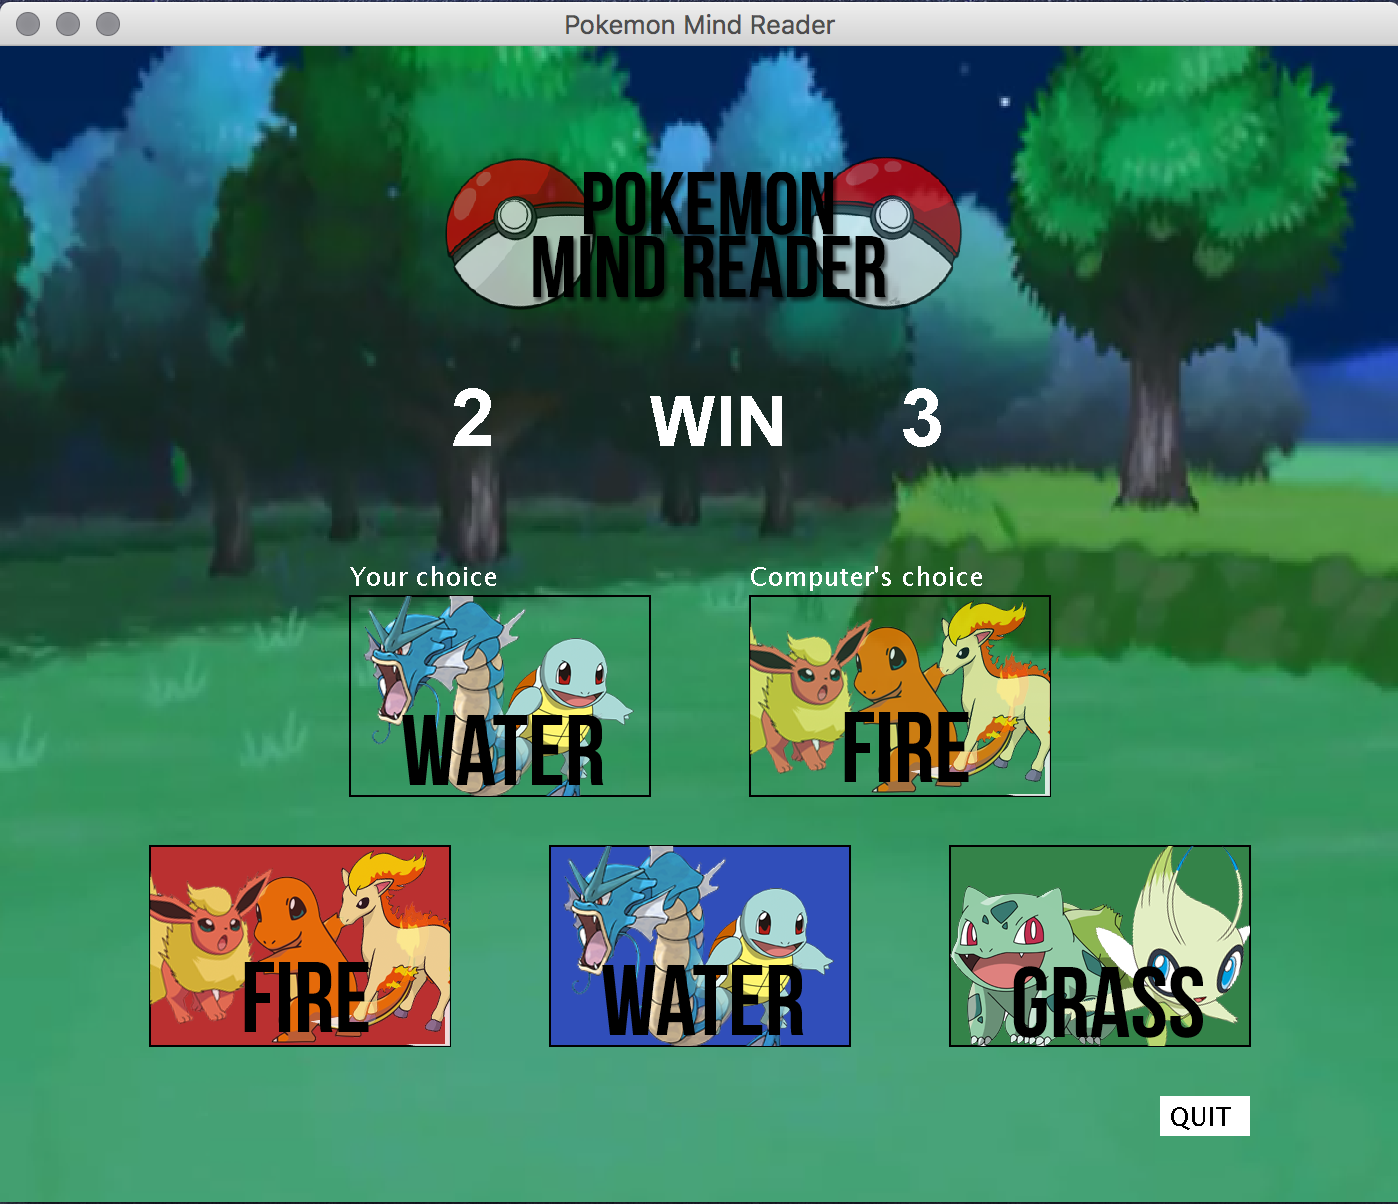 Pokemon Mind Reader
POKEMON
MIND READER
2 WIN 3
Your choice Computer's choice
WATER FIRE
FIRE WATER GRASS
QUIT